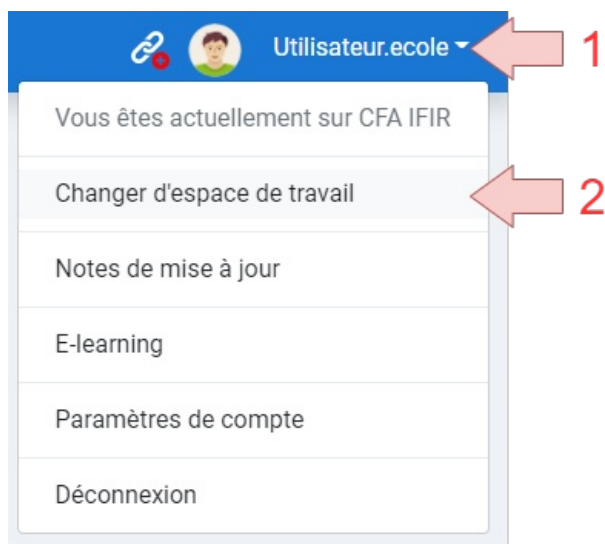 Utilisateur.ecole
1
Vous êtes actuellement sur CFA IFIR
Changer d'espace de travail
2
Notes de mise à jour
E-learning
Paramètres de compte
Déconnexion